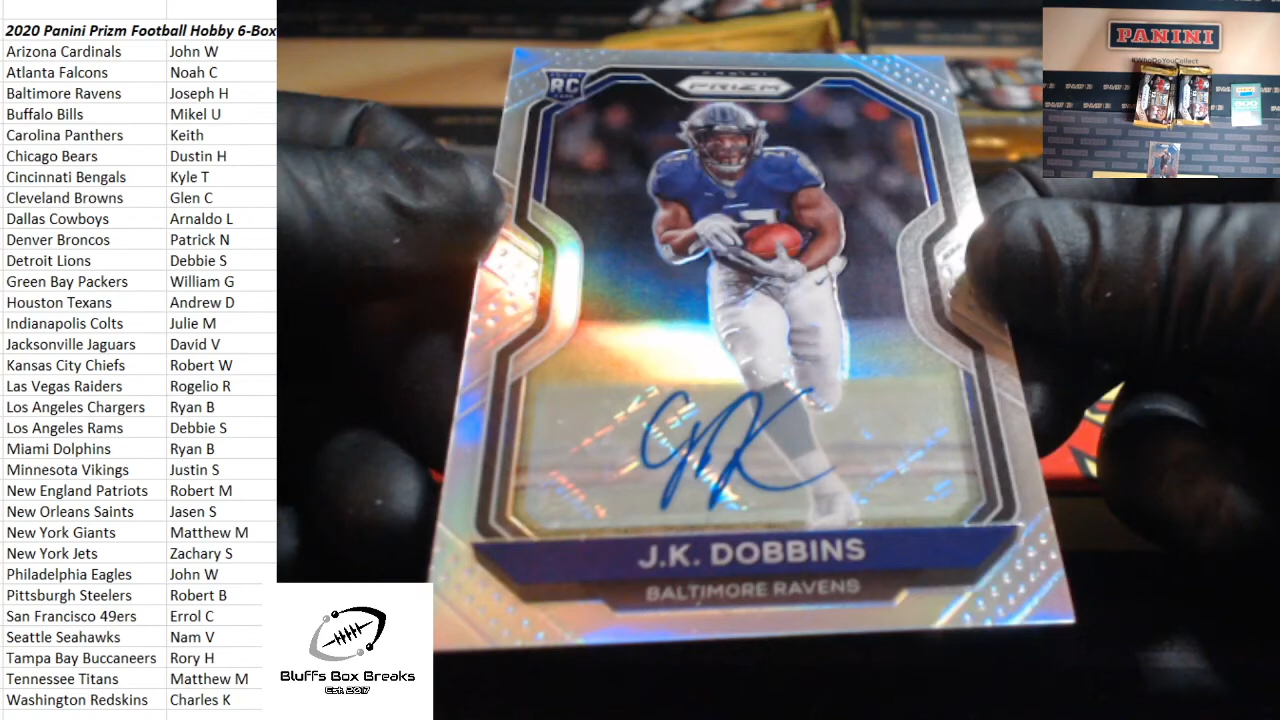 2020 Panini Prizm Football Hobby 6-Box
Arizona Cardinals John W
Atlanta Falcons Noah C
Baltimore Ravens Joseph H
Buffalo Bills Mikel U
Carolina Panthers Keith
Chicago Bears Dustin H
Cincinnati Bengals Kyle T
Cleveland Browns Glen C
Dallas Cowboys Arnaldo L
Denver Broncos Patrick N
Detroit Lions Debbie S
Green Bay Packers William G
Houston Texans Andrew D
Indianapolis Colts Julie M
Jacksonville Jaguars David V
Kansas City Chiefs Robert W
Las Vegas Raiders Rogelio R
Los Angeles Chargers Ryan B
Los Angeles Rams Debbie S
Miami Dolphins Ryan B
Minnesota Vikings Justin S
New England Patriots Robert M
New Orleans Saints Jasen S
New York Giants Matthew M
New York Jets Zachary S
Philadelphia Eagles John W
Pittsburgh Steelers Robert B
San Francisco 49ers Errol C
Seattle Seahawks Nam V
Tampa Bay Buccaneers Rory H
Tennessee Titans Matthew M
Washington Redskins Charles K
RC
PANINI
PRIZM
J.K. DOBBINS
BALTIMORE RAVENS
Bluffs Box Breaks
Est. 2017
PANINI
#WhoDoYouCollect